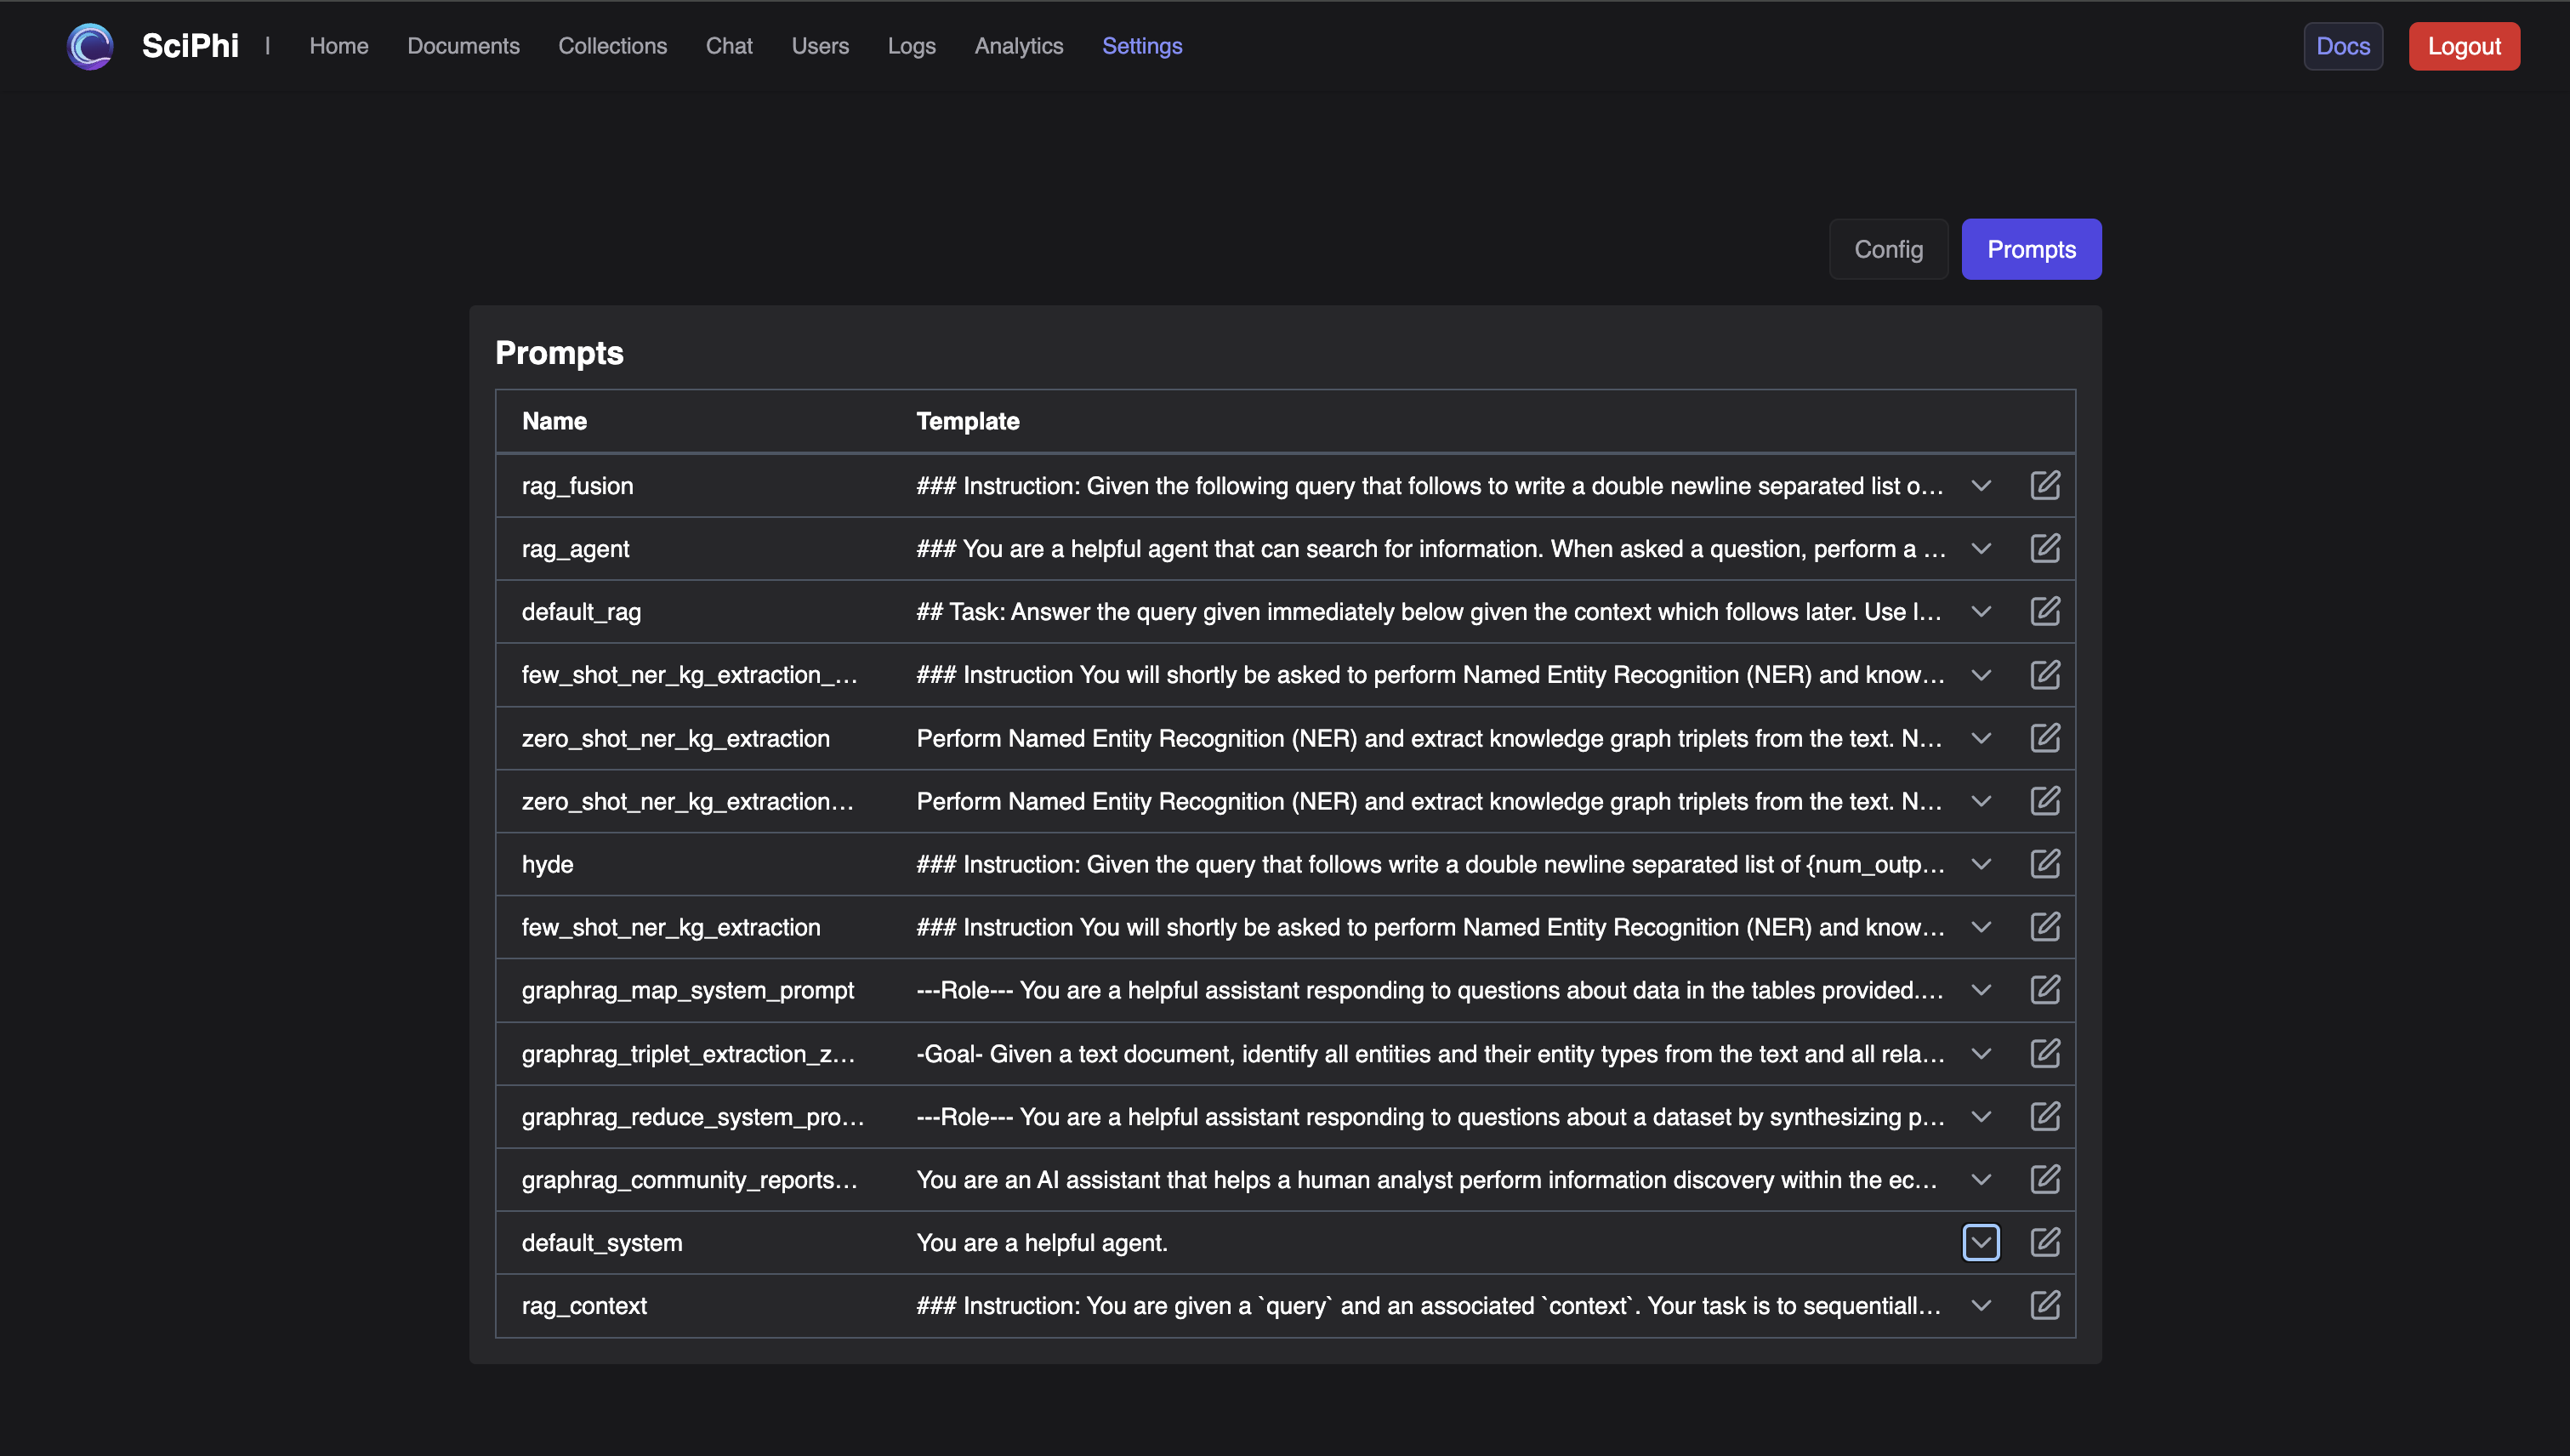 SciPhi | Home Documents Collections Chat Users Logs Analytics Settings Docs Logout
Config Prompts
Prompts
Name Template
rag_fusion ### Instruction: Given the following query that follows to write a double newline separated list o...
rag_agent ### You are a helpful agent that can search for information. When asked a question, perform a ...
default_rag ## Task: Answer the query given immediately below given the context which follows later. Use l...
few_shot_ner_kg_extraction_... ### Instruction You will shortly be asked to perform Named Entity Recognition (NER) and know...
zero_shot_ner_kg_extraction Perform Named Entity Recognition (NER) and extract knowledge graph triplets from the text. N...
zero_shot_ner_kg_extraction... Perform Named Entity Recognition (NER) and extract knowledge graph triplets from the text. N...
hyde ### Instruction: Given the query that follows write a double newline separated list of {num_outp...
few_shot_ner_kg_extraction ### Instruction You will shortly be asked to perform Named Entity Recognition (NER) and know...
graphrag_map_system_prompt ---Role--- You are a helpful assistant responding to questions about data in the tables provided....
graphrag_triplet_extraction_z... -Goal- Given a text document, identify all entities and their entity types from the text and all rela...
graphrag_reduce_system_pro... ---Role--- You are a helpful assistant responding to questions about a dataset by synthesizing p...
graphrag_community_reports... You are an AI assistant that helps a human analyst perform information discovery within the ec...
default_system You are a helpful agent.
rag_context ### Instruction: You are given a `query` and an associated `context`. Your task is to sequentiall...